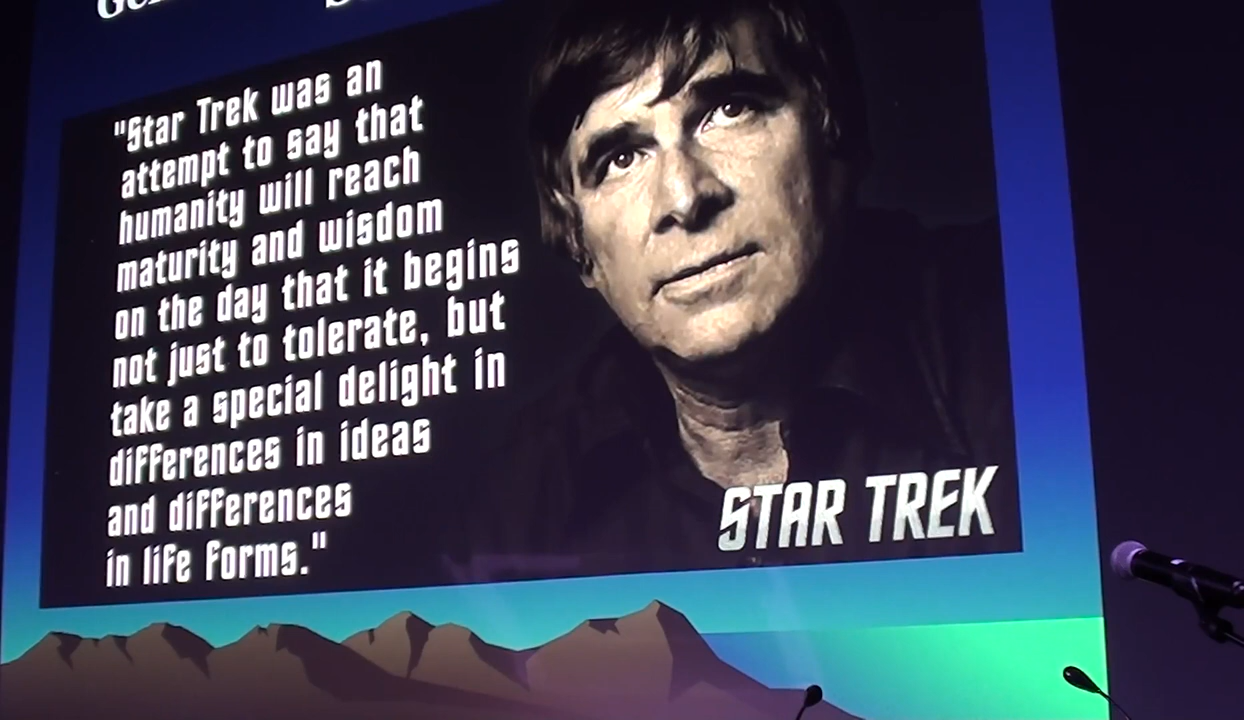 "Star Trek was an
attempt to say that
humanity will reach
maturity and wisdom
on the day that it begins
not just to tolerate, but
take a special delight in
differences in ideas
and differences
in life forms."
STAR TREK